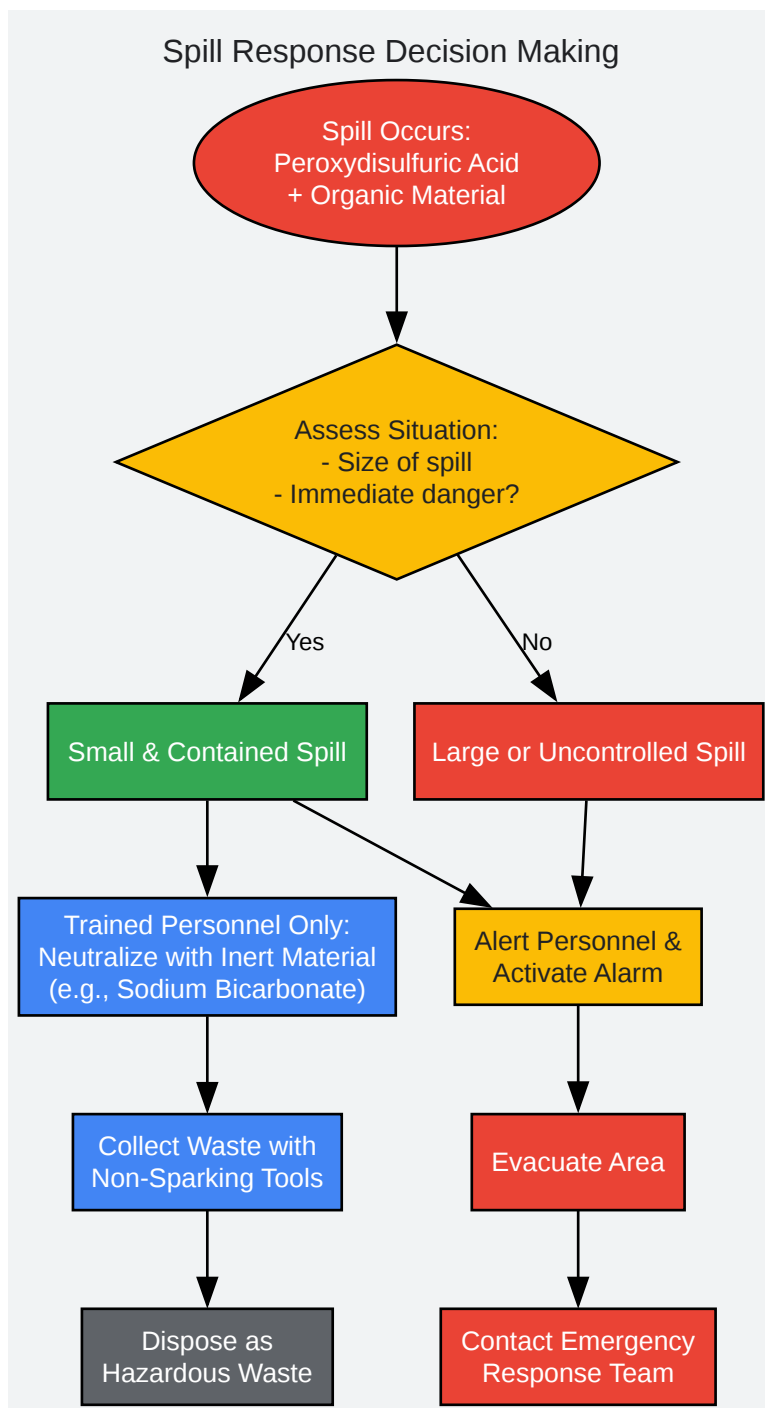 Spill Response Decision Making
Spill Occurs:
Peroxydisulfuric Acid
+ Organic Material
Assess Situation:
- Size of spill
- Immediate danger?
Yes
No
Small & Contained Spill
Large or Uncontrolled Spill
Trained Personnel Only:
Neutralize with Inert Material
(e.g., Sodium Bicarbonate)
Alert Personnel &
Activate Alarm
Collect Waste with
Non-Sparking Tools
Evacuate Area
Dispose as
Hazardous Waste
Contact Emergency
Response Team